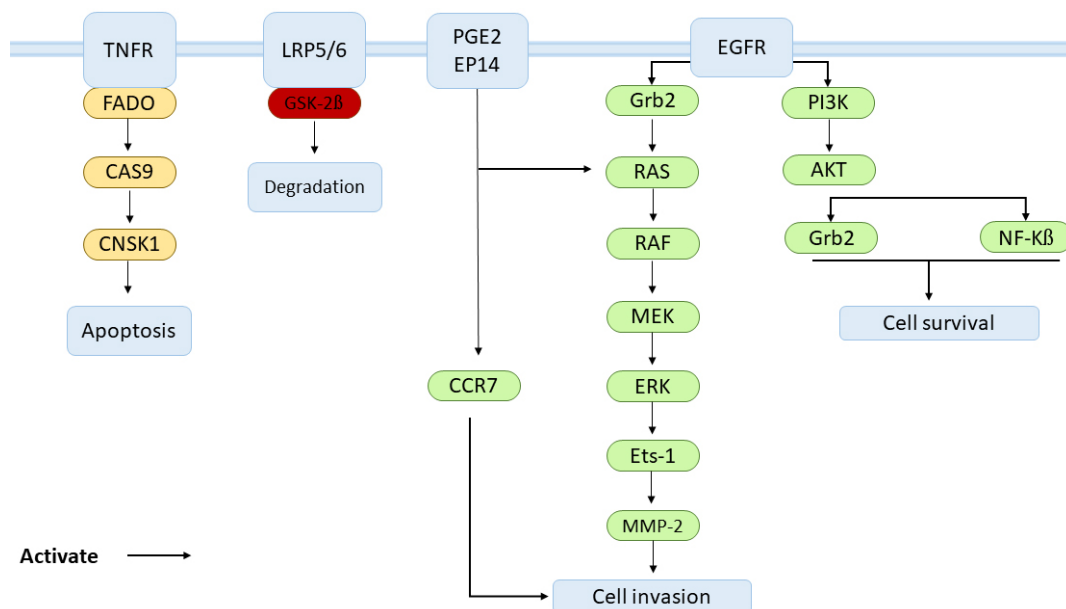 TNFR
FADO
CAS9
CNSK1
Apoptosis
LRP5/6
GSK-2ß
Degradation
PGE2
EP14
CCR7
EGFR
Grb2
RAS
RAF
MEK
ERK
Ets-1
MMP-2
Cell invasion
PI3K
AKT
Grb2
NF-Kß
Cell survival
Activate